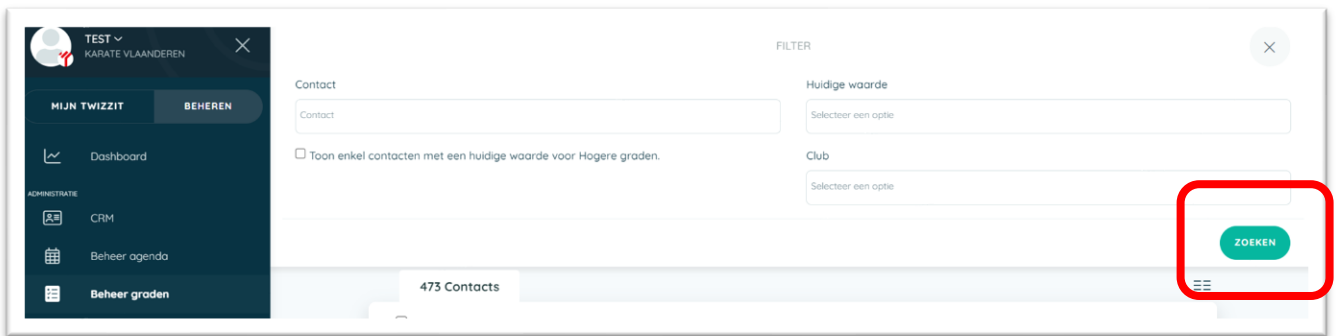 TEST
KARATE VLAANDEREN
MIJN TWIZZIT
BEHEREN
Dashboard
ADMINISTRATIE
CRM
Beheer agenda
Beheer graden
FILTER
Contact
Contact
Toon enkel contacten met een huidige waarde voor Hogere graden.
Huidige waarde
Selecteer een optie
Club
Selecteer een optie
ZOEKEN
473 Contacts